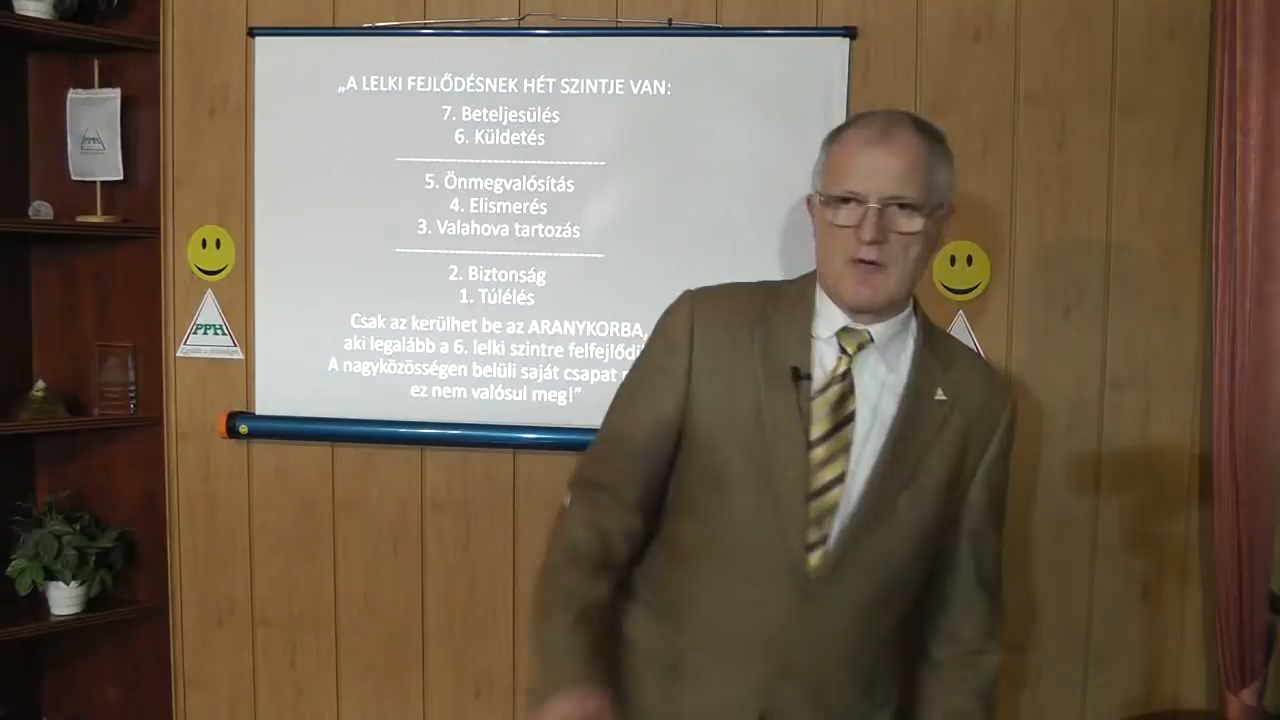 „A LELKI FEJLŐDÉSNEK HÉT SZINTJE VAN:
7. Beteljesülés
6. Küldetés
5. Önmegvalósítás
4. Elismerés
3. Valahova tartozás
2. Biztonság
1. Túlélés
Csak az kerülhet be az ARANYKORBA,
aki legalább a 6. lelki szintre
A nagyközösségen belüli saját csapat
ez nem valósul meg!”
PPH